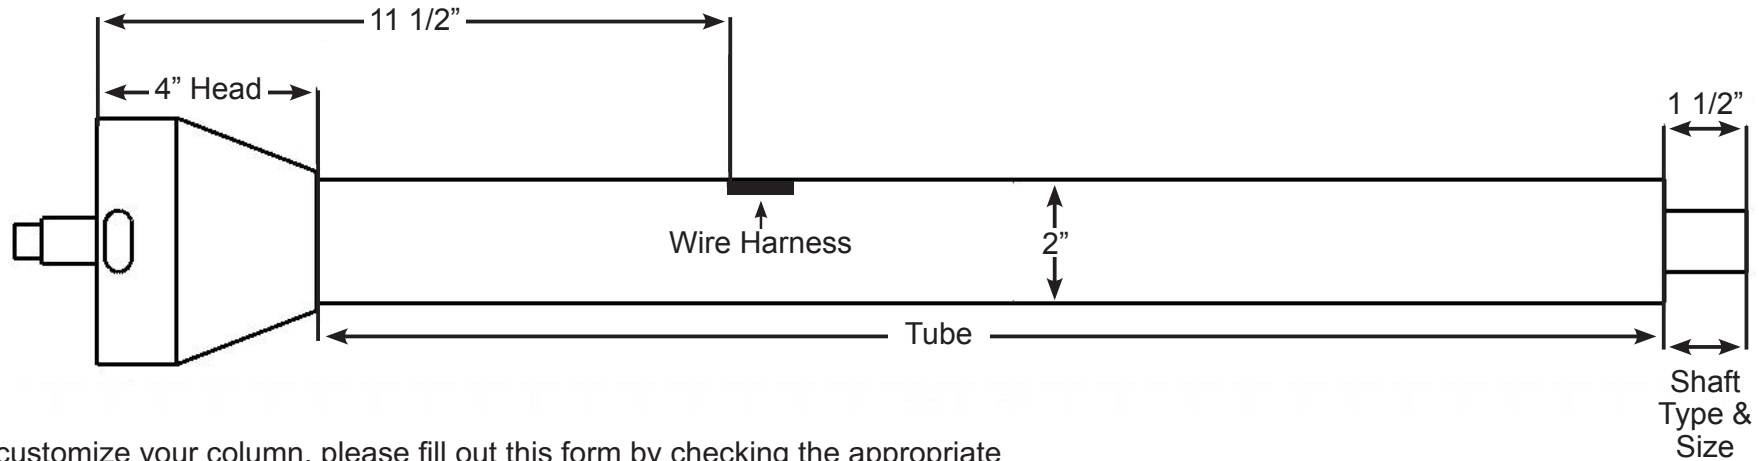 11 1/2”
4” Head
1 1/2”
Wire Harness
2”
Tube
Shaft
Type &
Size
customize your column, please fill out this form by checking the appropriate